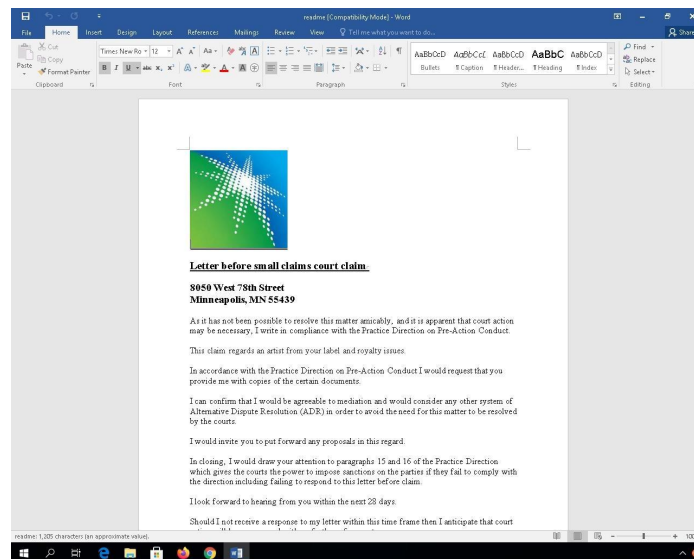 readme [Compatibility Mode] - Word
File Home Insert Design Layout References Mailings Review View Tell me what you want to do... Share
Cut
Copy
Format Painter
Paste
Clipboard
Times New Ro 12
Font
Paragraph
AaBbCcD AaBbCcL AaBbCcD AaBbC AaBbCcD
Bullets ¶ Caption ¶ Header... ¶ Heading ¶ Index
Styles
Find
Replace
Select
Editing
Letter before small claims court claim
8050 West 78th Street
Minneapolis, MN 55439
As it has not been possible to resolve this matter amicably, and it is apparent that court action
may be necessary, I write in compliance with the Practice Direction on Pre-Action Conduct.
This claim regards an artist from your label and royalty issues.
In accordance with the Practice Direction on Pre-Action Conduct I would request that you
provide me with copies of the certain documents.
I can confirm that I would be agreeable to mediation and would consider any other system of
Alternative Dispute Resolution (ADR) in order to avoid the need for this matter to be resolved
by the courts.
I would invite you to put forward any proposals in this regard.
In closing, I would draw your attention to paragraphs 15 and 16 of the Practice Direction
which gives the courts the power to impose sanctions on the parties if they fail to comply with
the direction including failing to respond to this letter before claim.
I look forward to hearing from you within the next 28 days.
Should I not receive a response to my letter within this time frame then I anticipate that court
readme: 1,205 characters (an approximate value).